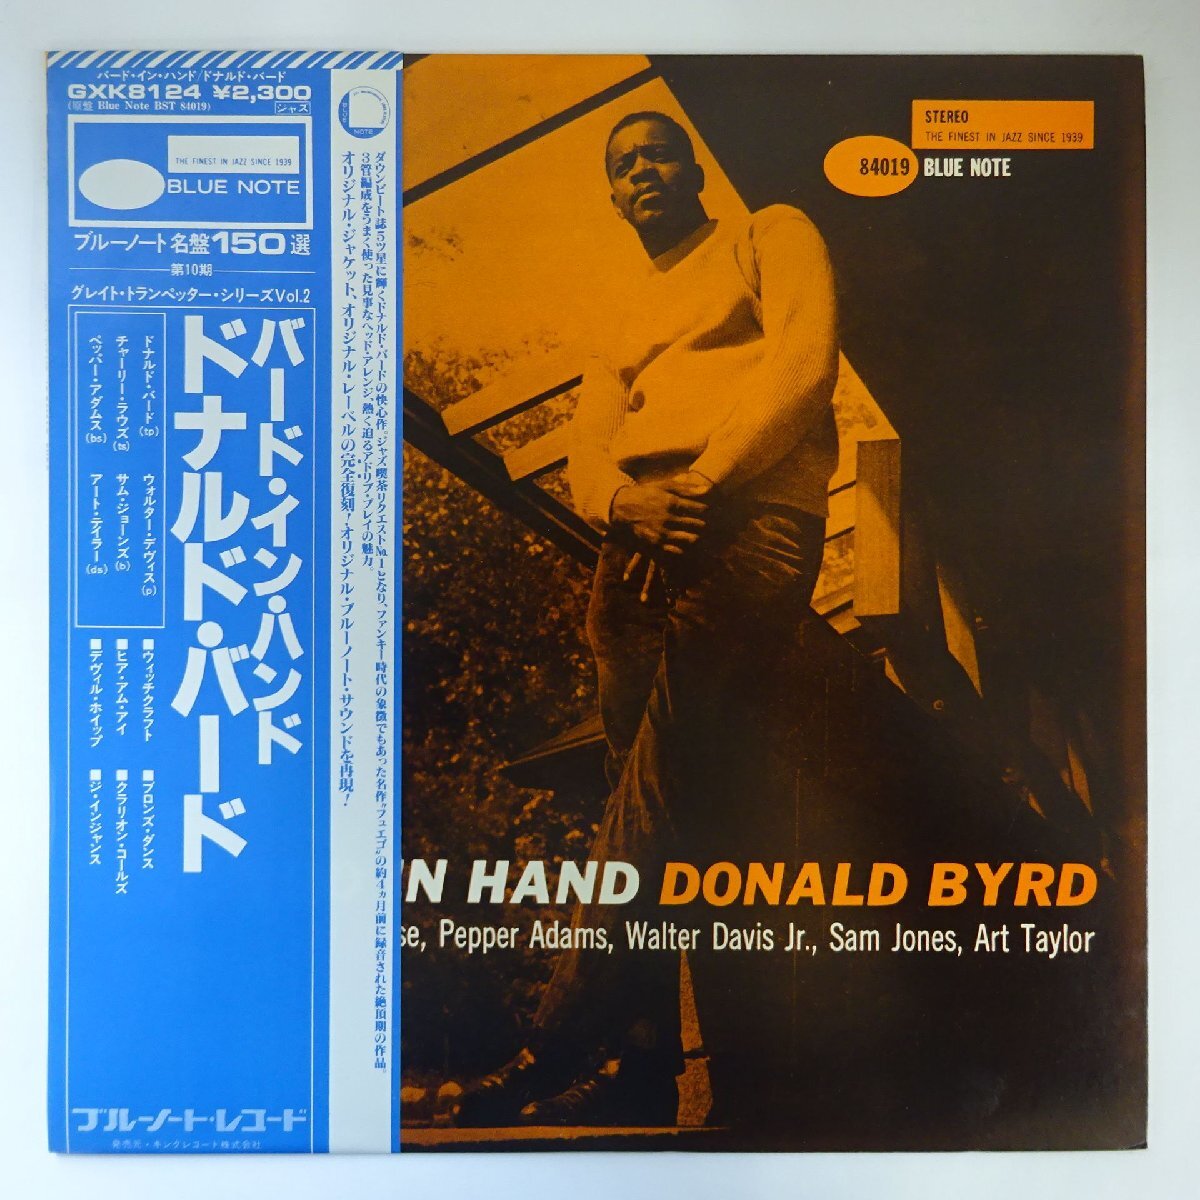 バード・イン・ハンド/ドナルド・バード
GXK8124 ¥2,300
(原盤 Blue Note BST 84019)
ジャズ
THE FINEST IN JAZZ SINCE 1939
BLUE NOTE
ブルーノート名盤150選
第10期
グレイト・トランペッター・シリーズVol.2
バード・イン・ハンド
ドナルド・バード
ドナルド・バード(tp)
チャーリー・ラウズ(ts)
ペッパー・アダムス(bs)
ウォルター・デヴィス(p)
サム・ジョーンズ(b)
アート・テイラー(ds)
■ウィッチクラフト
■ヒア・アム・アイ
■デヴィル・ホイップ
■ブロンズ・ダンス
■クラリオン・コールズ
■ジ・インジャンス
ブルーノート・レコード
発売元・キングレコード株式会社
BLUE
NOTE
ダウンビート誌5ツ星に輝くドナルド・バードの快心作。ジャズ喫茶リクエストNo.1となり、ファンキー時代の象徴でもあった名作“フュエゴ”の約4ヵ月前に録音された絶頂期の作品。
3管編成をうまく使った見事なヘッド・アレンジ、熱く迫るアドリブ・プレイの魅力。
オリジナル・ジャケット、オリジナル・レーベルの完全復刻!オリジナル・ブルーノート・サウンドを再現!
STEREO
THE FINEST IN JAZZ SINCE 1939
84019 BLUE NOTE
IN HAND DONALD BYRD
se, Pepper Adams, Walter Davis Jr., Sam Jones, Art Taylor